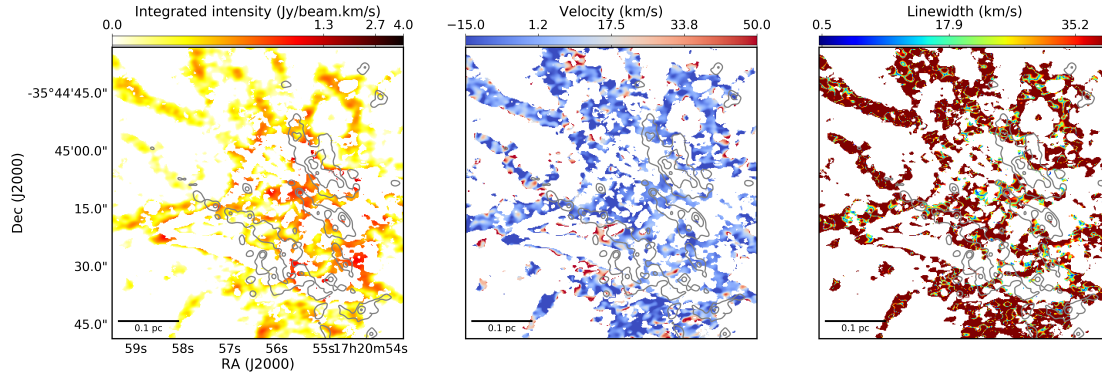 Integrated intensity (Jy/beam.km/s) Velocity (km/s) Linewidth (km/s)
0.0 1.3 2.7 4.0 −15.0 1.2 17.5 33.8 50.0 0.5 17.9 35.2
-35°44'45.0"
45'00.0"
15.0"
30.0"
45.0"
Dec (J2000)
0.1 pc 0.1 pc 0.1 pc
59s 58s 57s 56s 55s17h20m54s
RA (J2000)